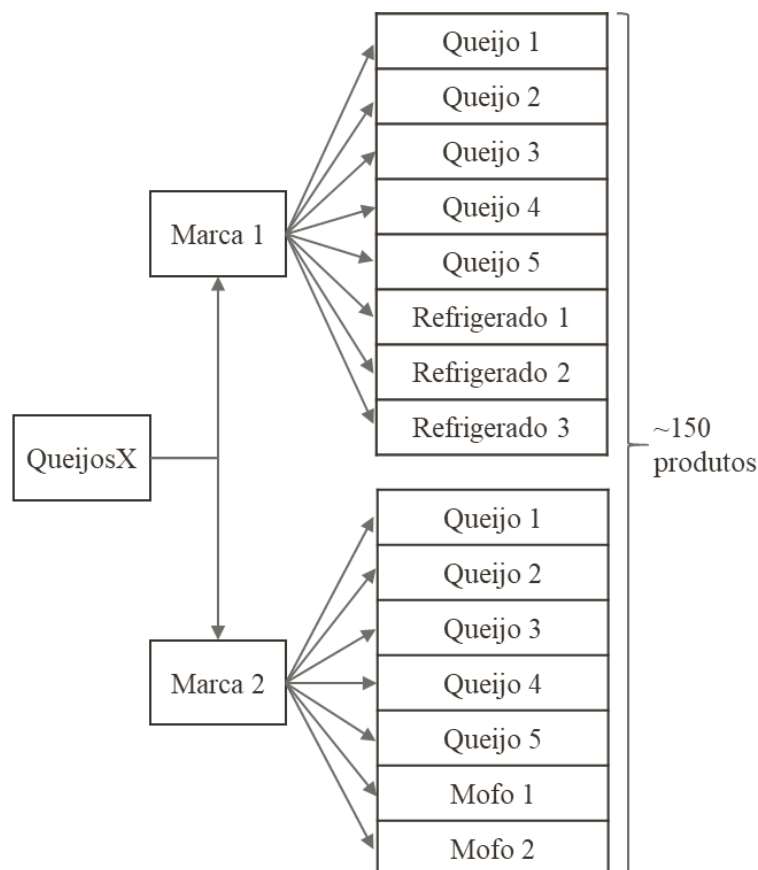 Queijo 1
Queijo 2
Queijo 3
Queijo 4
Queijo 5
Refrigerado 1
Refrigerado 2
Refrigerado 3
Marca 1
QueijosX
~150
produtos
Marca 2
Queijo 1
Queijo 2
Queijo 3
Queijo 4
Queijo 5
Mofo 1
Mofo 2